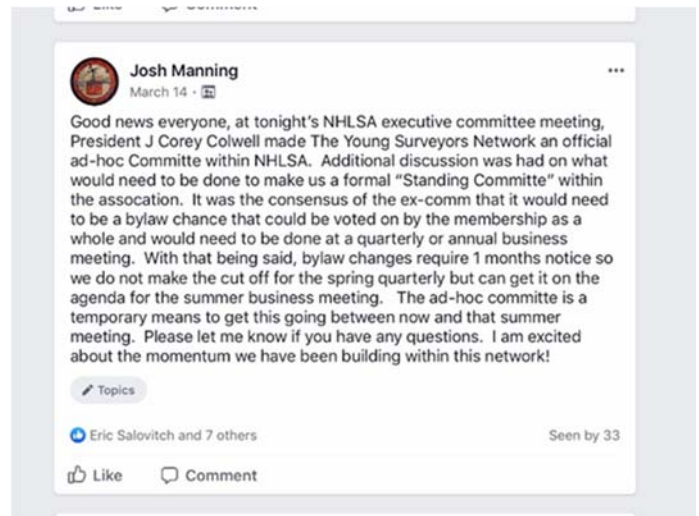 Josh Manning
March 14 ·
Good news everyone, at tonight's NHLSA executive committee meeting,
President J Corey Colwell made The Young Surveyors Network an official
ad-hoc Committe within NHLSA. Additional discussion was had on what
would need to be done to make us a formal "Standing Committe" within
the assocation. It was the consensus of the ex-comm that it would need
to be a bylaw chance that could be voted on by the membership as a
whole and would need to be done at a quarterly or annual business
meeting. With that being said, bylaw changes require 1 months notice so
we do not make the cut off for the spring quarterly but can get it on the
agenda for the summer business meeting. The ad-hoc committe is a
temporary means to get this going between now and that summer
meeting. Please let me know if you have any questions. I am excited
about the momentum we have been building within this network!
Topics
Eric Salovitch and 7 others Seen by 33
Like Comment